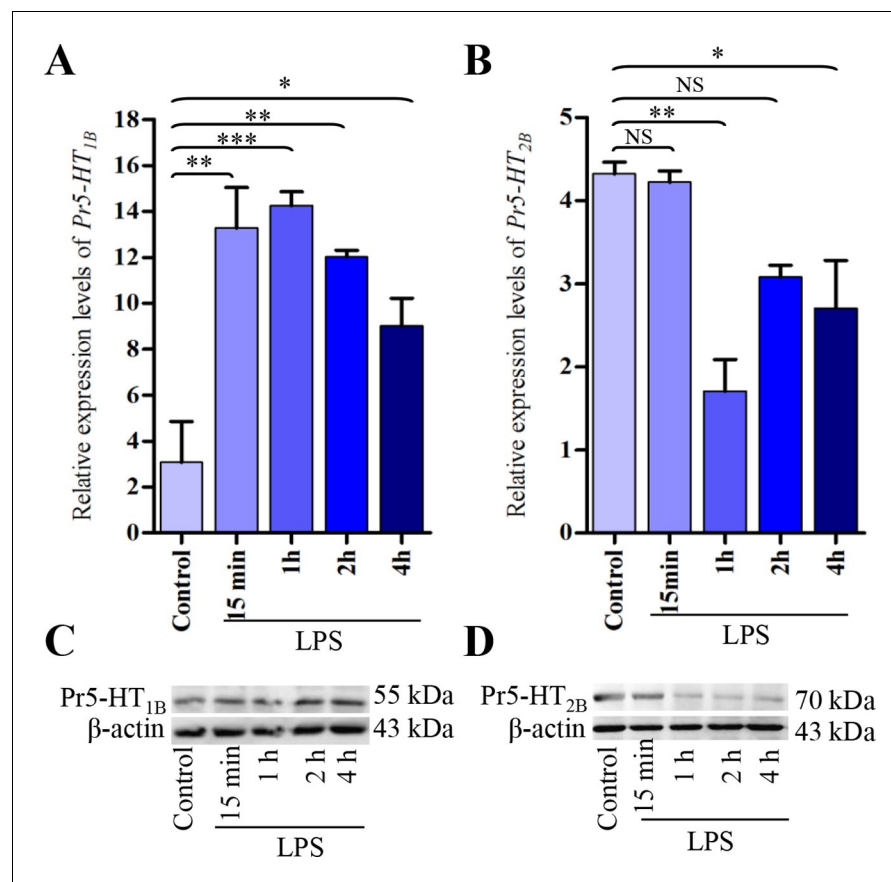 A
*
**
***
**
Relative expression levels of Pr5-HT1B
18
16
14
12
10
8
6
4
2
0
Control
15 min
1h
2h
4h
LPS
B
*
NS
**
NS
Relative expression levels of Pr5-HT2B
5
4
3
2
1
0
Control
15min
1h
2h
4h
LPS
C
Pr5-HT1B
55 kDa
β-actin
43 kDa
Control
15 min
1 h
2 h
4 h
LPS
D
Pr5-HT2B
70 kDa
β-actin
43 kDa
Control
15 min
1 h
2 h
4 h
LPS